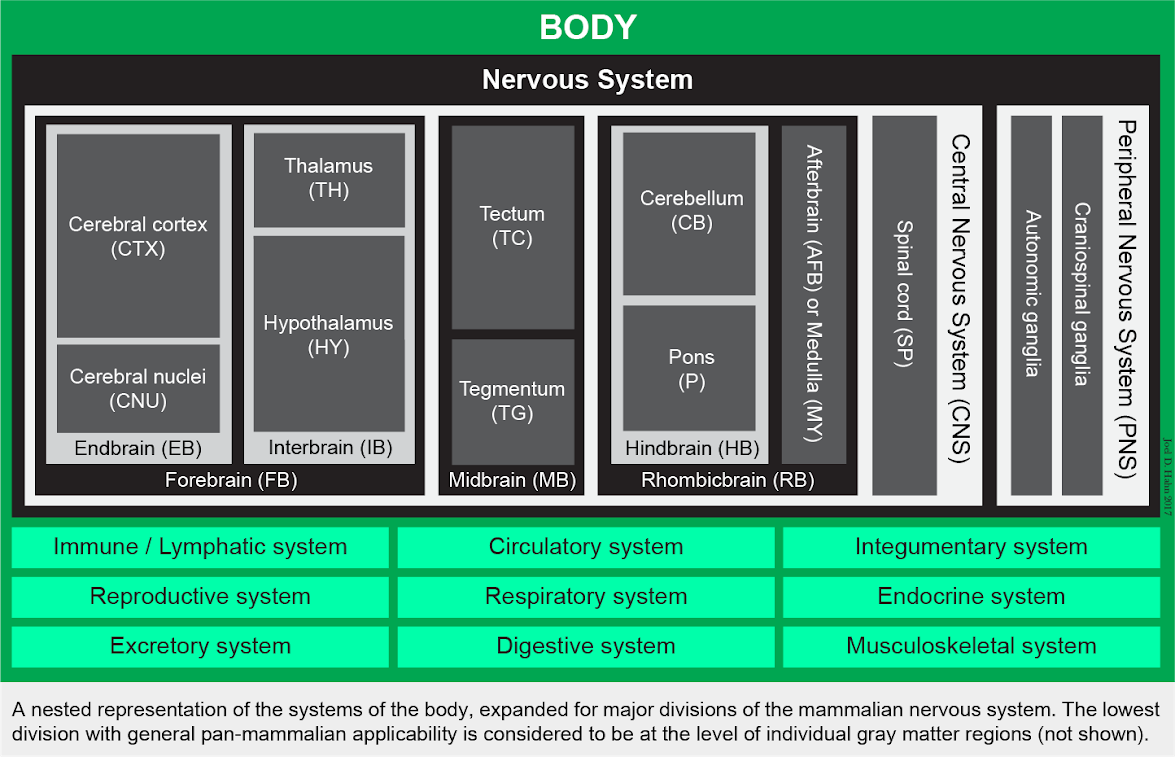 BODY
Nervous System
Cerebral cortex
(CTX)
Cerebral nuclei
(CNU)
Endbrain (EB)
Thalamus
(TH)
Hypothalamus
(HY)
Interbrain (IB)
Forebrain (FB)
Tectum
(TC)
Tegmentum
(TG)
Midbrain (MB)
Cerebellum
(CB)
Pons
(P)
Hindbrain (HB)
Afterbrain (AFB) or Medulla (MY)
Rhombicbrain (RB)
Spinal cord (SP)
Central Nervous System (CNS)
Autonomic ganglia
Craniospinal ganglia
Peripheral Nervous System (PNS)
Joel D. Hahn 2017
Immune / Lymphatic system
Circulatory system
Integumentary system
Reproductive system
Respiratory system
Endocrine system
Excretory system
Digestive system
Musculoskeletal system
A nested representation of the systems of the body, expanded for major divisions of the mammalian nervous system. The lowest
division with general pan-mammalian applicability is considered to be at the level of individual gray matter regions (not shown).